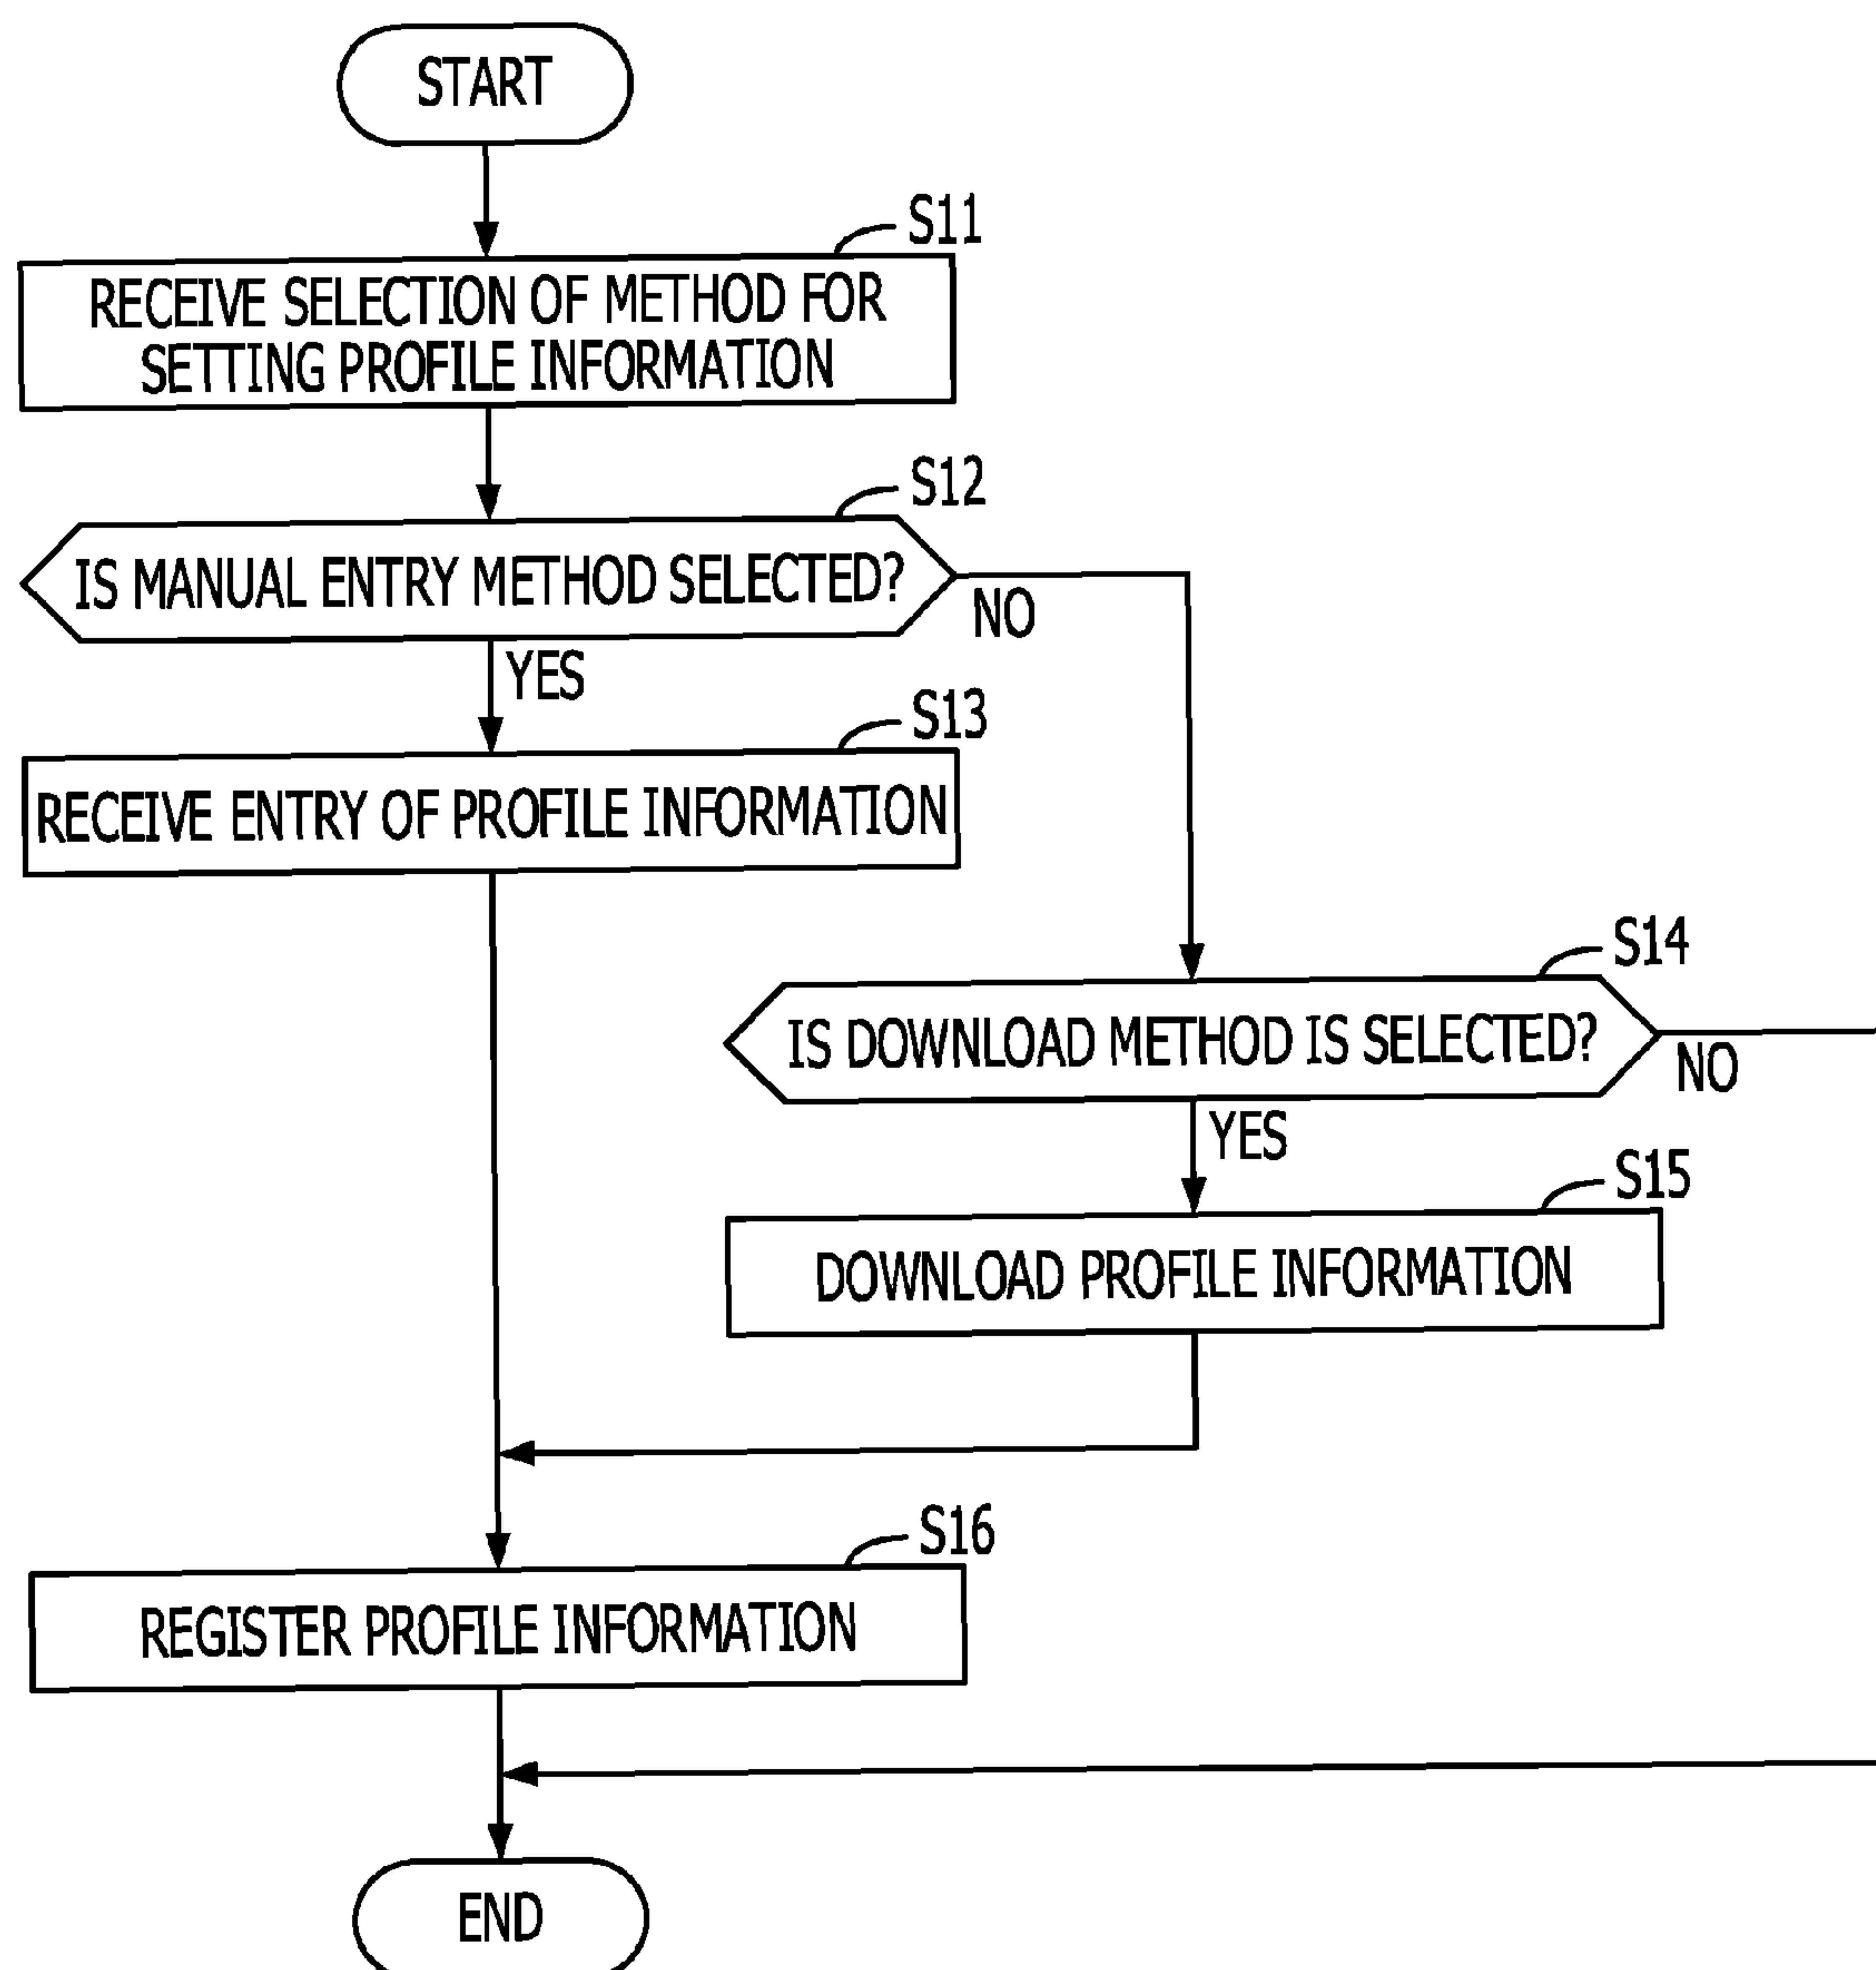 START
S11
RECEIVE SELECTION OF METHOD FOR
SETTING PROFILE INFORMATION
S12
IS MANUAL ENTRY METHOD SELECTED?
NO
YES
S13
RECEIVE ENTRY OF PROFILE INFORMATION
S14
IS DOWNLOAD METHOD IS SELECTED?
NO
YES
S15
DOWNLOAD PROFILE INFORMATION
S16
REGISTER PROFILE INFORMATION
END